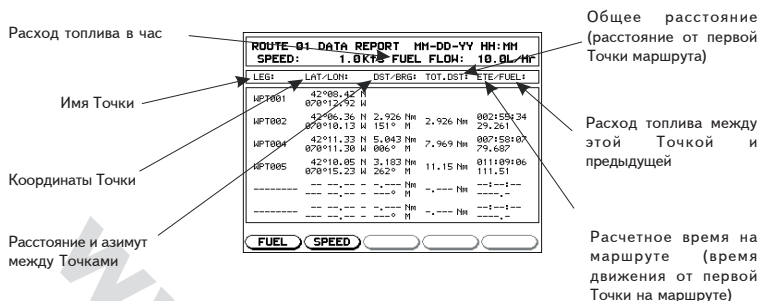 Расход топлива в час
Имя Точки
Координаты Точки
Расстояние и азимут
между Точками
ROUTE 01 DATA REPORT MM-DD-YY HH:MM
SPEED: 1.0Kts FUEL FLOW: 10.0L/Hr
LEG: LAT/LON: DST/BRG: TOT.DST: ETE/FUEL:
WPT001 42°08.42 N
070°12.92 W
WPT002 42°06.36 N 2.926 Nm 2.926 Nm 002:55:34
070°10.13 W 151° M 29.261
WPT004 42°11.33 N 5.043 Nm 7.969 Nm 007:58:07
070°11.30 W 006° M 79.687
WPT005 42°10.05 N 3.183 Nm 11.15 Nm 011:09:06
070°15.23 W 262° M 111.51
-------- -- --.-- - -.--- Nm -.--- Nm --:--:--
-- --.-- - ---° M ----.-
-------- -- --.-- - -.--- Nm -.--- Nm --:--:--
-- --.-- - ---° M ----.-
FUEL SPEED
Общее расстояние
(расстояние от первой
Точки маршрута)
Расход топлива между
этой Точкой и
предыдущей
Расчетное время на
маршруте (время
движения от первой
Точки на маршруте)